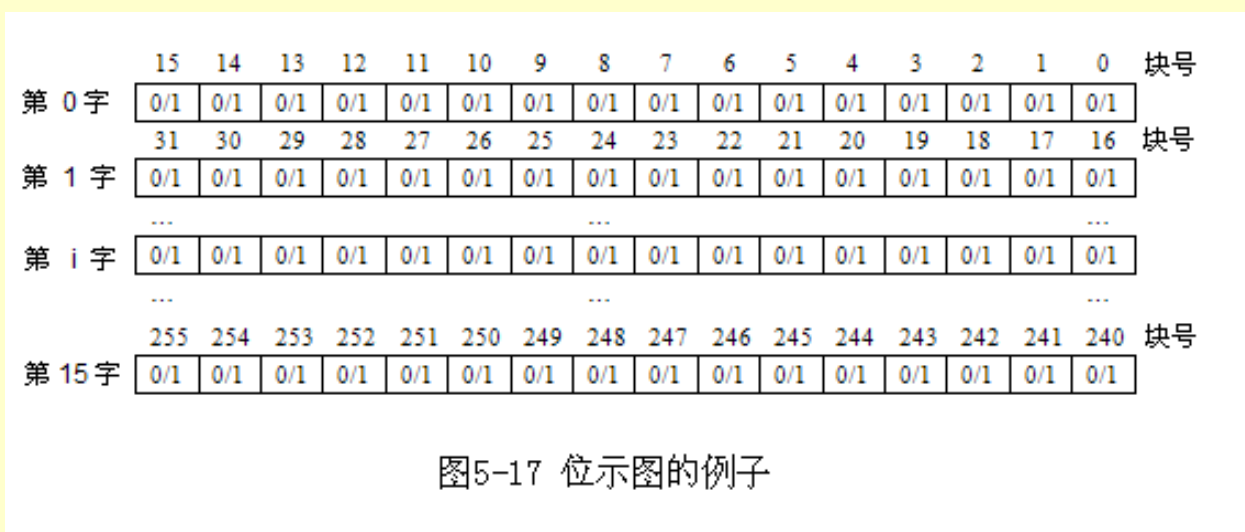 15 14 13 12 11 10 9 8 7 6 5 4 3 2 1 0 块号
第 0字 0/1 0/1 0/1 0/1 0/1 0/1 0/1 0/1 0/1 0/1 0/1 0/1 0/1 0/1 0/1 0/1
31 30 29 28 27 26 25 24 23 22 21 20 19 18 17 16 块号
第 1 字 0/1 0/1 0/1 0/1 0/1 0/1 0/1 0/1 0/1 0/1 0/1 0/1 0/1 0/1 0/1 0/1
... ... ...
第 i 字 0/1 0/1 0/1 0/1 0/1 0/1 0/1 0/1 0/1 0/1 0/1 0/1 0/1 0/1 0/1 0/1
... ... ...
255 254 253 252 251 250 249 248 247 246 245 244 243 242 241 240 块号
第 15字 0/1 0/1 0/1 0/1 0/1 0/1 0/1 0/1 0/1 0/1 0/1 0/1 0/1 0/1 0/1 0/1
图5-17 位示图的例子